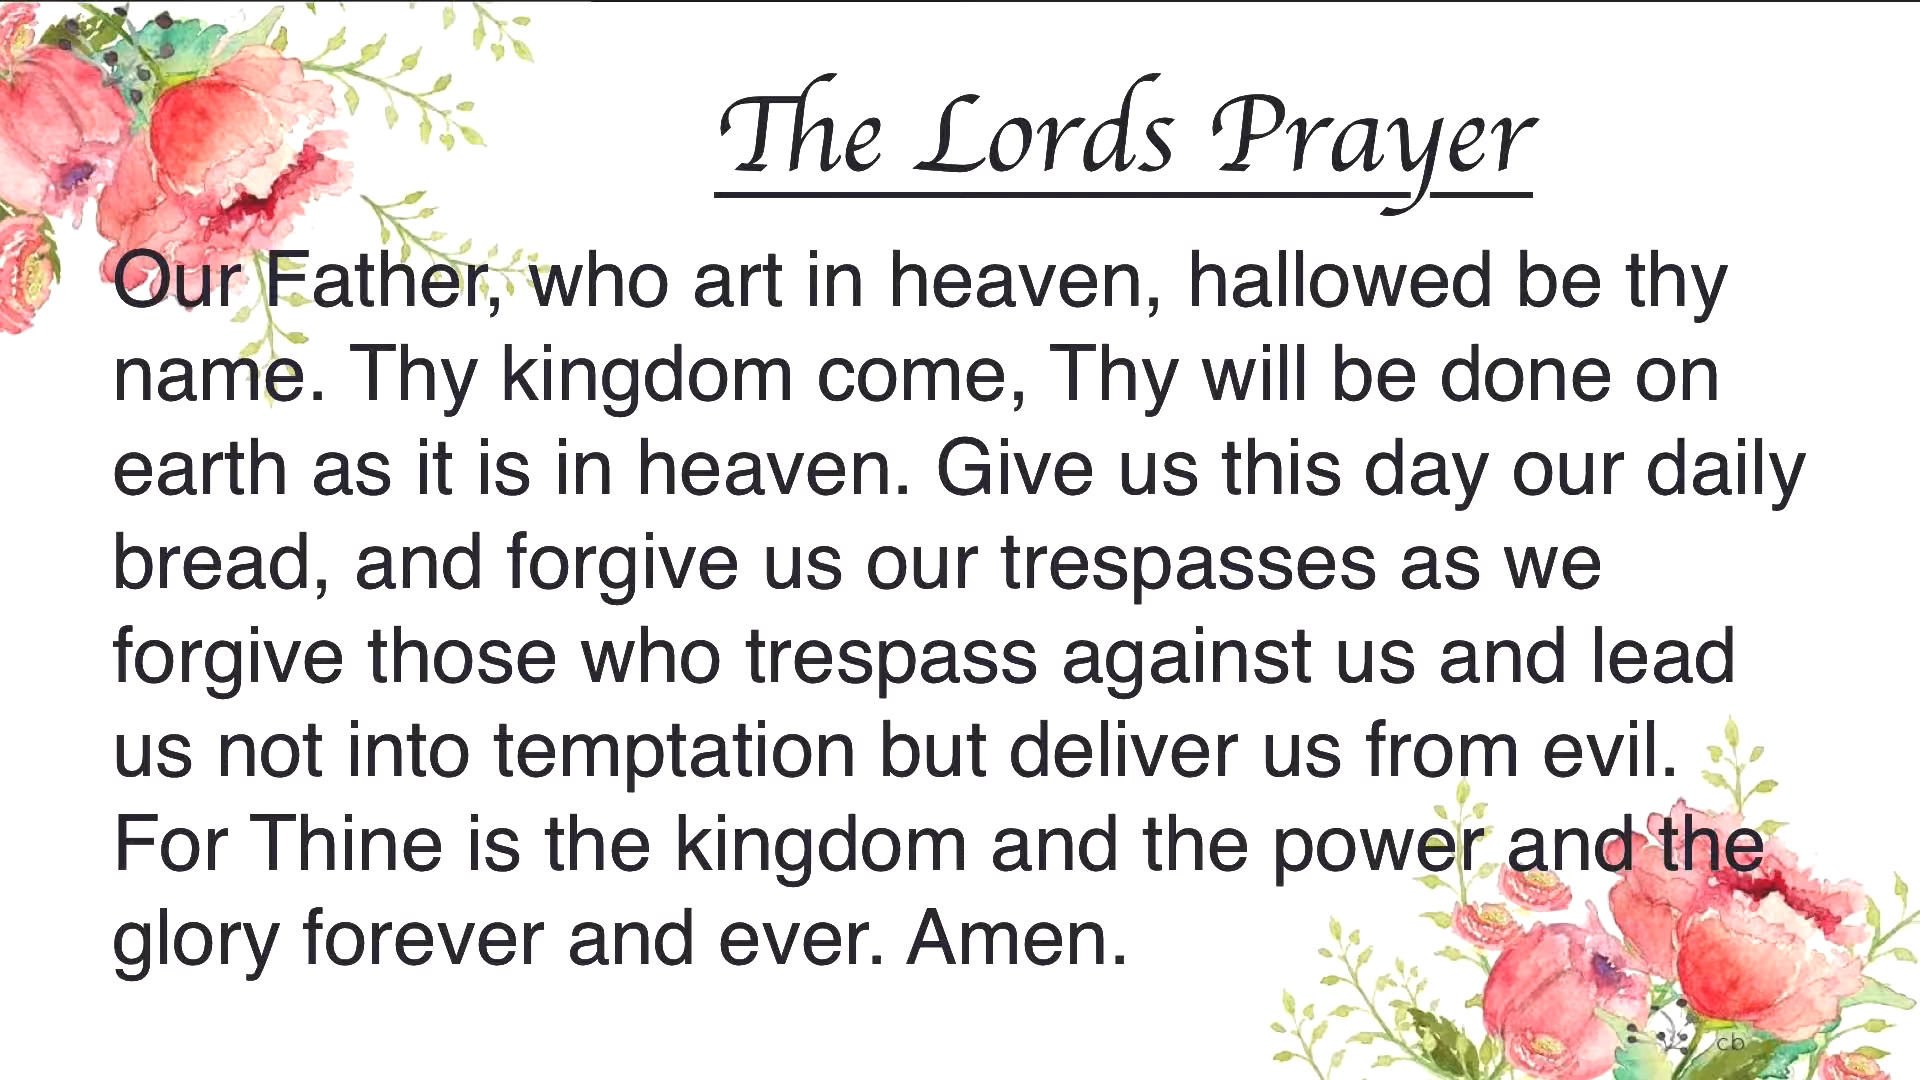 The Lords Prayer
Our Father, who art in heaven, hallowed be thy
name. Thy kingdom come, Thy will be done on
earth as it is in heaven. Give us this day our daily
bread, and forgive us our trespasses as we
forgive those who trespass against us and lead
us not into temptation but deliver us from evil.
For Thine is the kingdom and the power and the
glory forever and ever. Amen.
cb